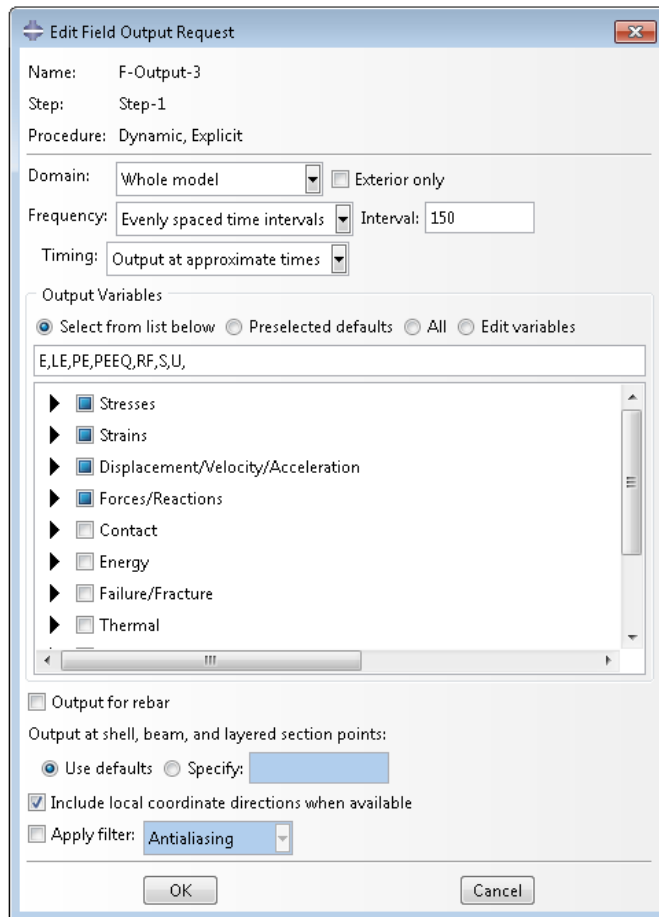 Edit Field Output Request
Name: F-Output-3
Step: Step-1
Procedure: Dynamic, Explicit
Domain: Whole model Exterior only
Frequency: Evenly spaced time intervals Interval: 150
Timing: Output at approximate times
Output Variables
Select from list below Preselected defaults All Edit variables
E,LE,PE,PEEQ,RF,S,U,
Stresses
Strains
Displacement/Velocity/Acceleration
Forces/Reactions
Contact
Energy
Failure/Fracture
Thermal
Output for rebar
Output at shell, beam, and layered section points:
Use defaults Specify:
Include local coordinate directions when available
Apply filter: Antialiasing
OK Cancel